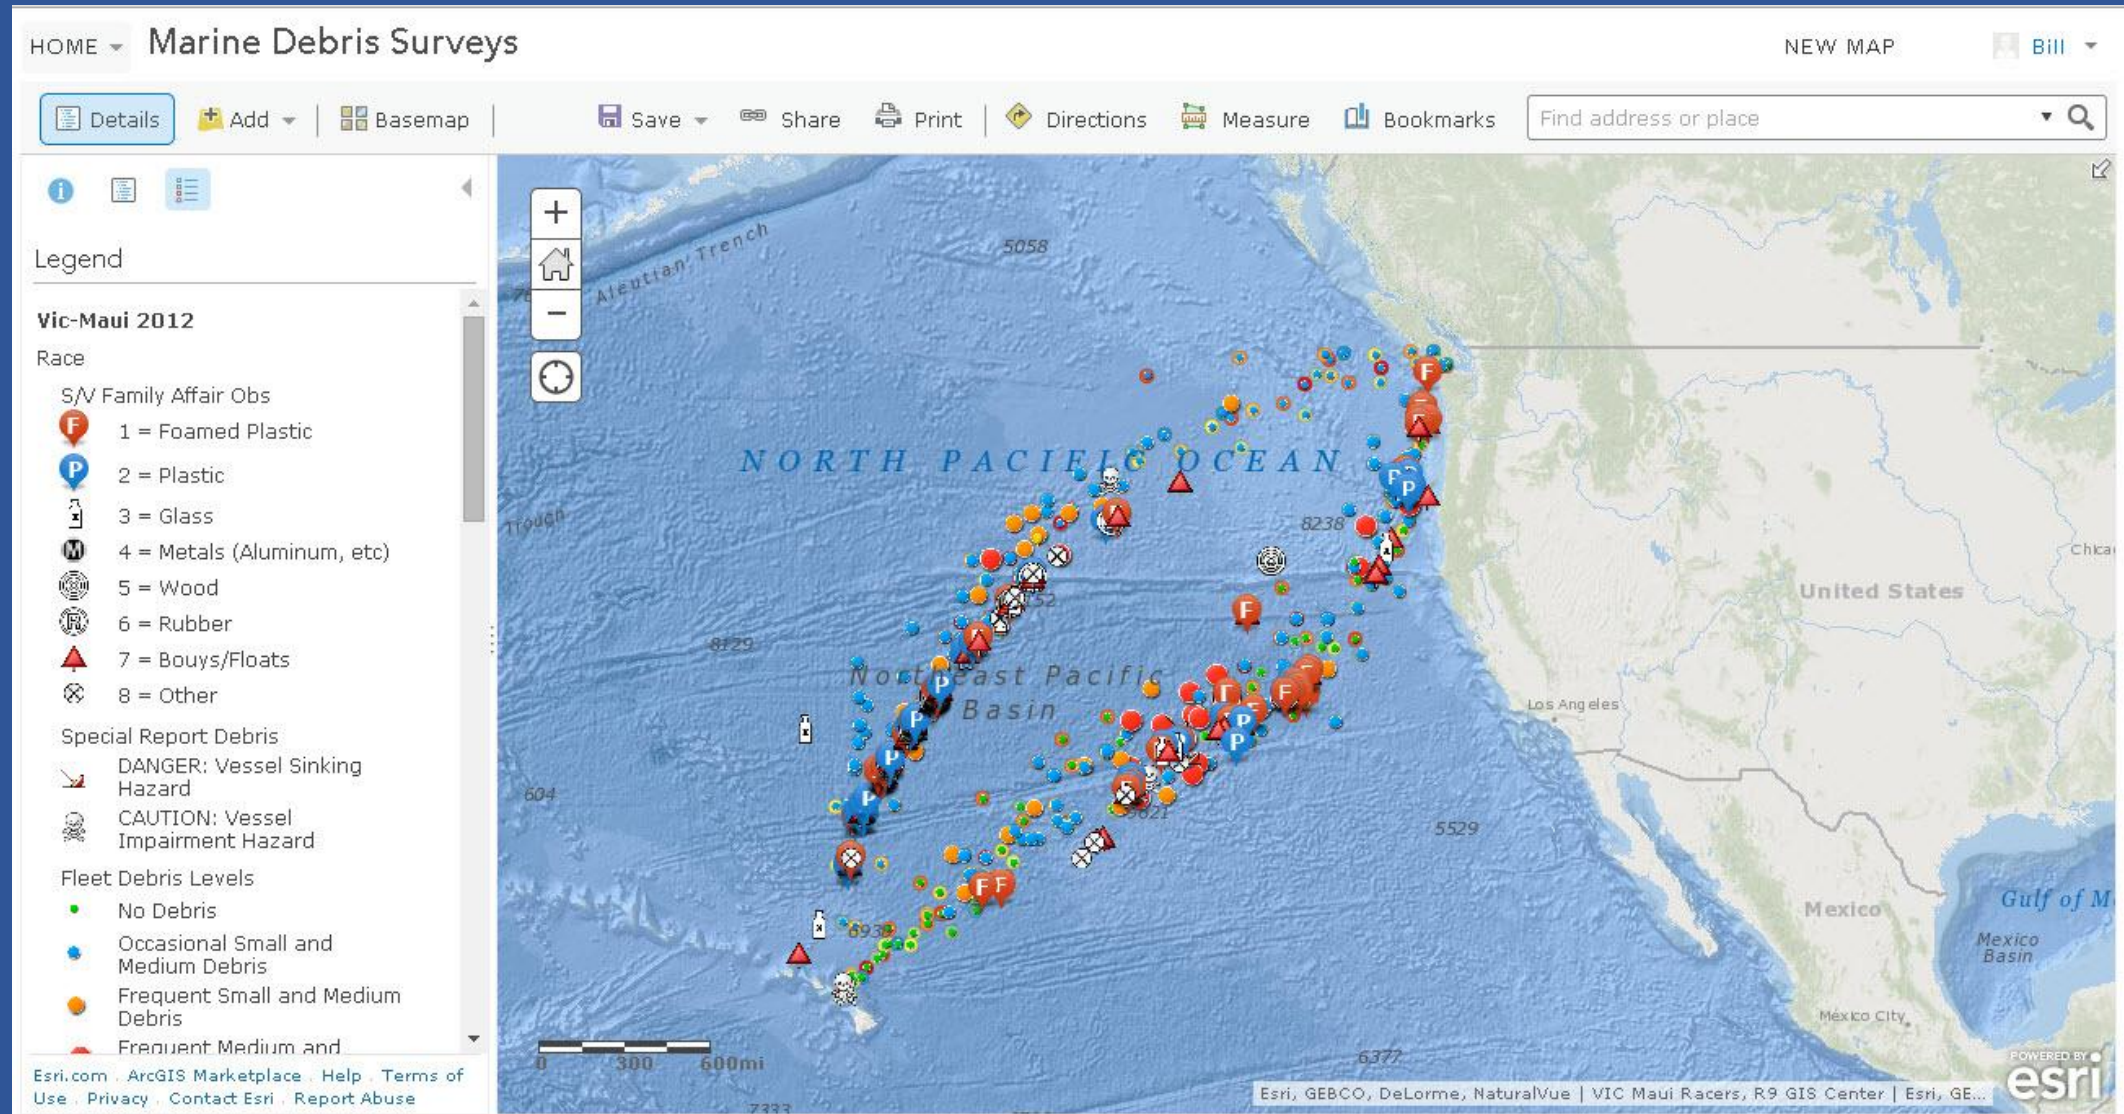 HOME Marine Debris Surveys NEW MAP Bill
Details Add Basemap Save Share Print Directions Measure Bookmarks Find address or place
Legend
Vic-Maui 2012
Race
S/V Family Affair Obs
F 1 = Foamed Plastic
P 2 = Plastic
3 = Glass
M 4 = Metals (Aluminum, etc)
5 = Wood
R 6 = Rubber
7 = Bouys/Floats
8 = Other
Special Report Debris
DANGER: Vessel Sinking
Hazard
CAUTION: Vessel
Impairment Hazard
Fleet Debris Levels
No Debris
Occasional Small and
Medium Debris
Frequent Small and Medium
Debris
Frequent Medium and
Esri.com . ArcGIS Marketplace . Help . Terms of
Use . Privacy . Contact Esri . Report Abuse
Aleutian Trench
5058
NORTH PACIFIC OCEAN
Trough
8238
8129
Northeast Pacific
Basin
604
5529
6938
6377
7333
United States
Los Angeles
Mexico
Gulf of M
Mexico
Basin
México City
0 300 600mi
Esri, GEBCO, DeLorme, NaturalVue | VIC Maui Racers, R9 GIS Center | Esri, GE...
POWERED BY
esri